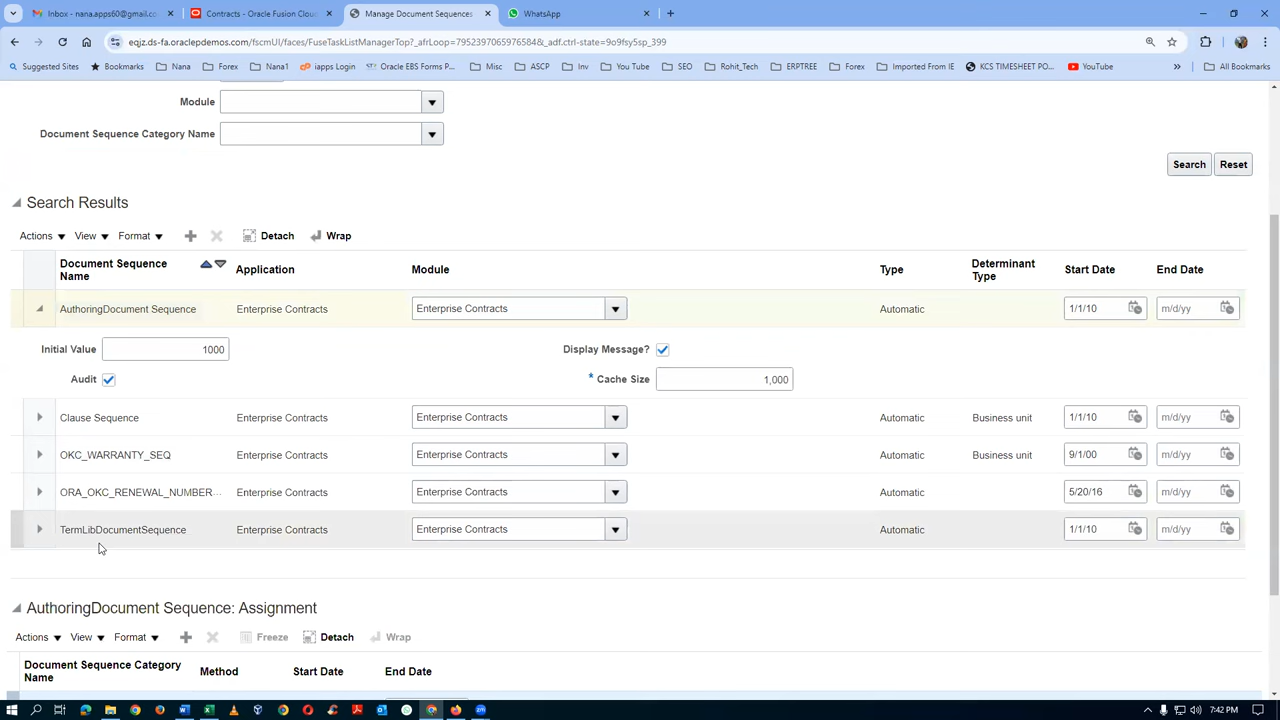 Inbox - nana.apps60@gmail.co
Contracts - Oracle Fusion Cloud
Manage Document Sequences
WhatsApp
eqjz.ds-fa.oraclepdemos.com/fscmUI/faces/FuseTaskListManagerTop?_afrLoop=79523970659765848&_adf.ctrl-state=9o9fsy5sp_399
Suggested Sites
Bookmarks
Nana
Forex
Nana1
iapps Login
Oracle EBS Forms P...
Misc
ASCP
Inv
You Tube
SEO
Rohit_Tech
ERPTREE
Forex
Imported From IE
KCS TIMESHEET PO...
YouTube
All Bookmarks
Module
Document Sequence Category Name
Search
Reset
Search Results
Actions View Format Detach Wrap
Document Sequence Name Application Module Type Determinant Type Start Date End Date
AuthoringDocument Sequence Enterprise Contracts Enterprise Contracts Automatic 1/1/10 m/d/yy
Initial Value 1000 Display Message?
Audit * Cache Size 1,000
Clause Sequence Enterprise Contracts Enterprise Contracts Automatic Business unit 1/1/10 m/d/yy
OKC_WARRANTY_SEQ Enterprise Contracts Enterprise Contracts Automatic Business unit 9/1/00 m/d/yy
ORA_OKC_RENEWAL_NUMBER... Enterprise Contracts Enterprise Contracts Automatic 5/20/16 m/d/yy
TermLibDocumentSequence Enterprise Contracts Enterprise Contracts Automatic 1/1/10 m/d/yy
AuthoringDocument Sequence: Assignment
Actions View Format Freeze Detach Wrap
Document Sequence Category Name Method Start Date End Date
7:42 PM